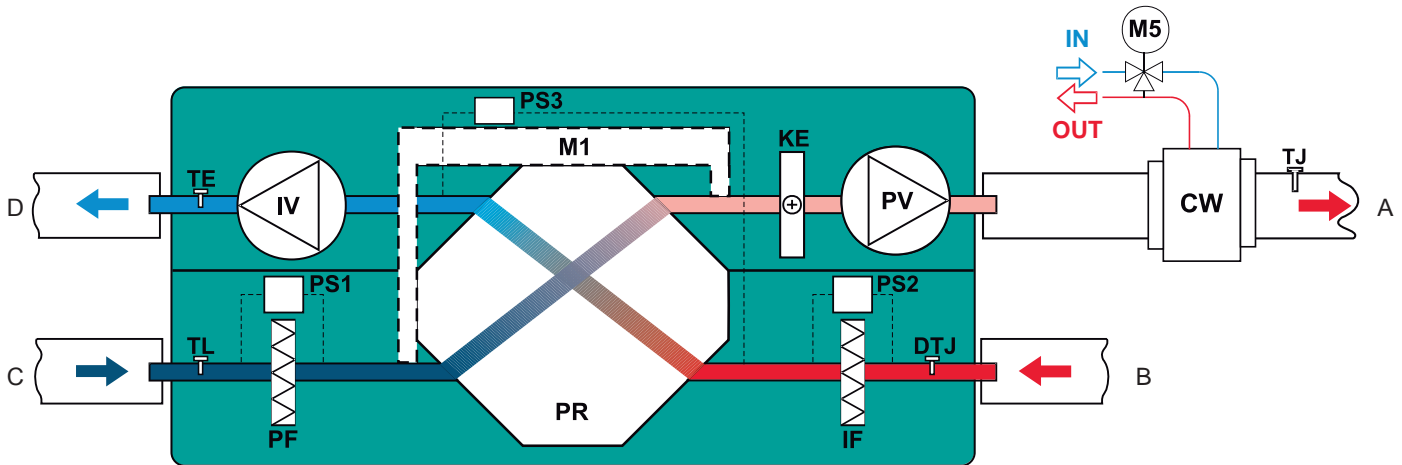 M5
IN
OUT
PS3
M1
KE
TJ
TE
D
IV
PV
CW
A
PS1
PS2
TL
DTJ
C
B
PR
PF
IF